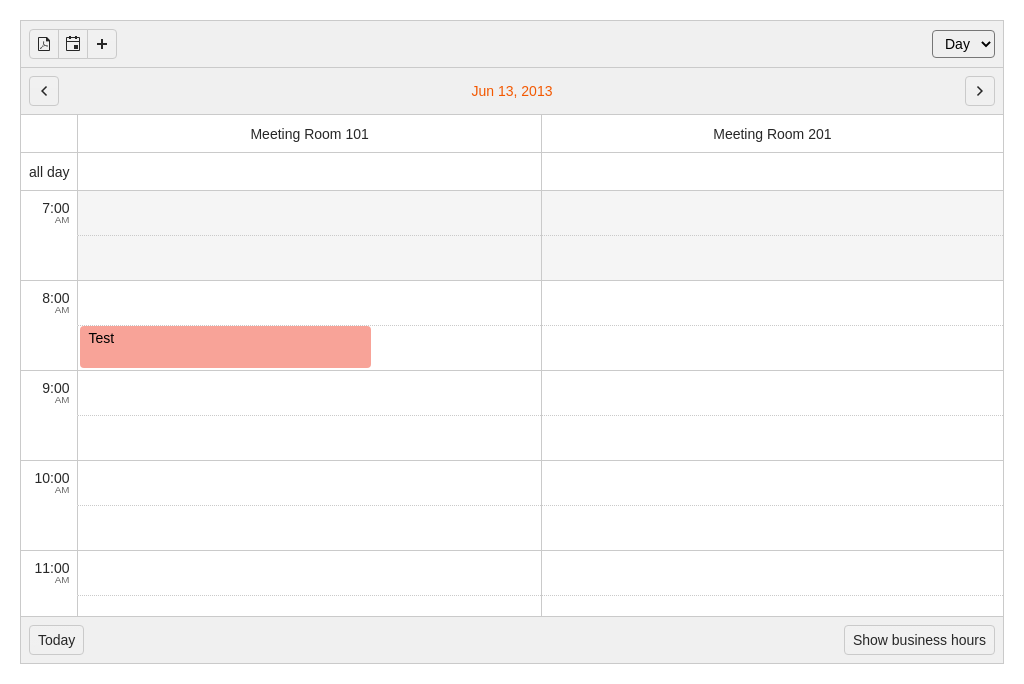 Day
Jun 13, 2013
Meeting Room 101 Meeting Room 201
all day
7:00
AM
8:00
AM
Test
9:00
AM
10:00
AM
11:00
AM
Today Show business hours